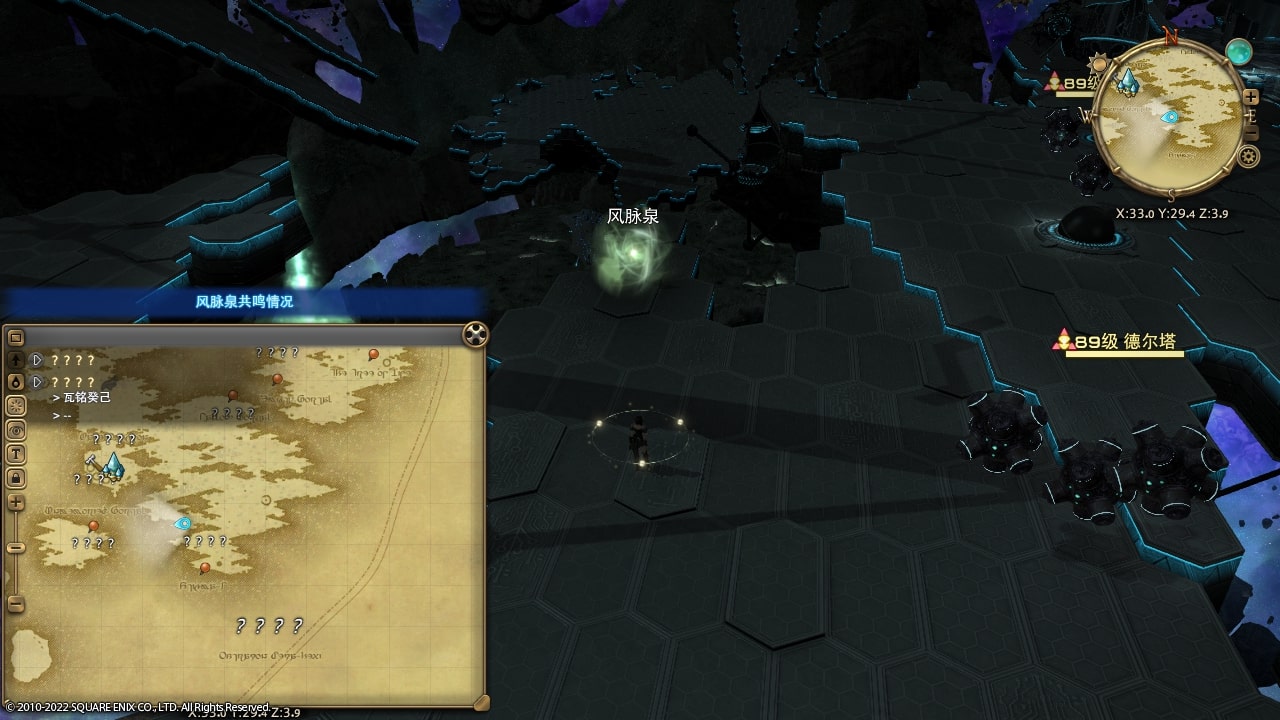 N
89级
W
E
S
X:33.0 Y:29.4 Z:3.9
风脉泉
风脉泉共鸣情况
? ? ? ?
? ? ? ?
> 瓦铭癸己
> --
? ? ? ?
? ? ? ?
? ? ? ?
? ? ?
? ? ? ?
? ? ? ?
? ? ? ?
89级 德尔塔
© 2010-2022 SQUARE ENIX CO., LTD. All Rights Reserved.